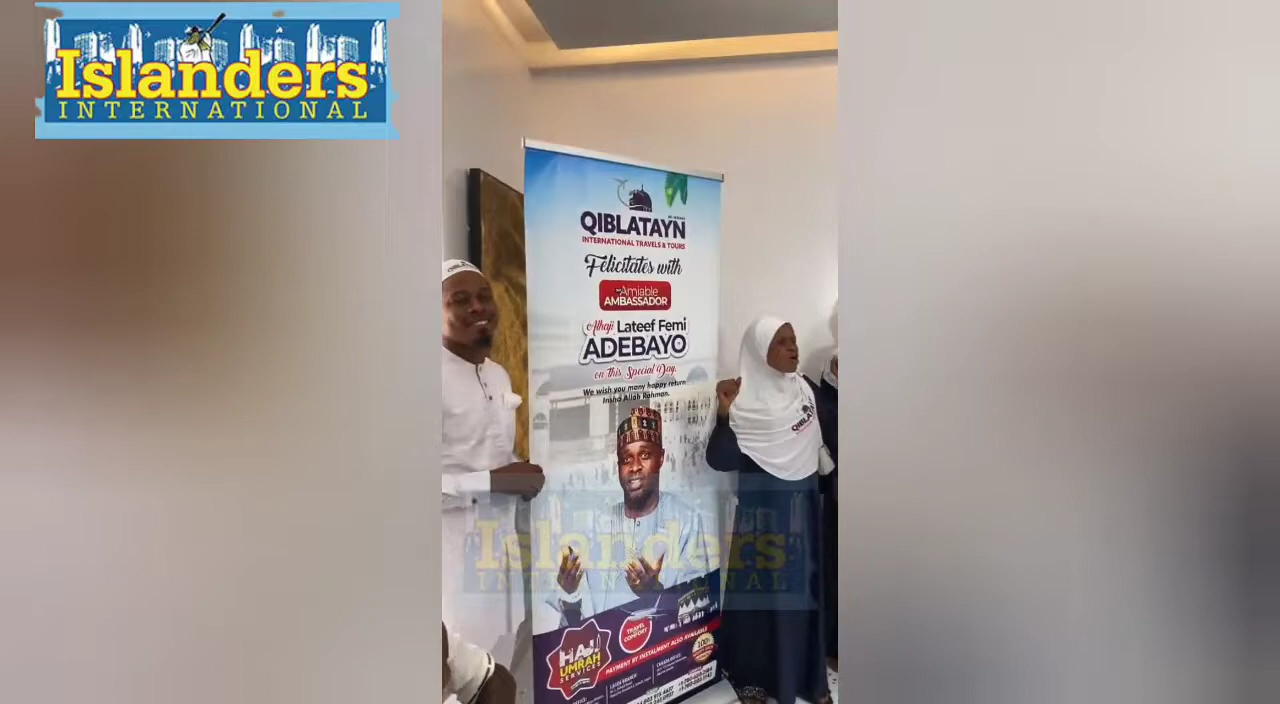 Islanders
INTERNATIONAL
QIBLATAYN
INTERNATIONAL TRAVELS & TOURS
Felicitates with
Amiable
AMBASSADOR
Alhaji Lateef Femi
ADEBAYO
on this Special Day.
We wish you many happy return
Insha Allah Rahman.
QIBLATAYN
Islanders
INTERNATIONAL
TRAVEL
COMFORT
HAJJ
UMRAH
SERVICES
PAYMENT BY INSTALMENT ALSO AVAILABLE
100%